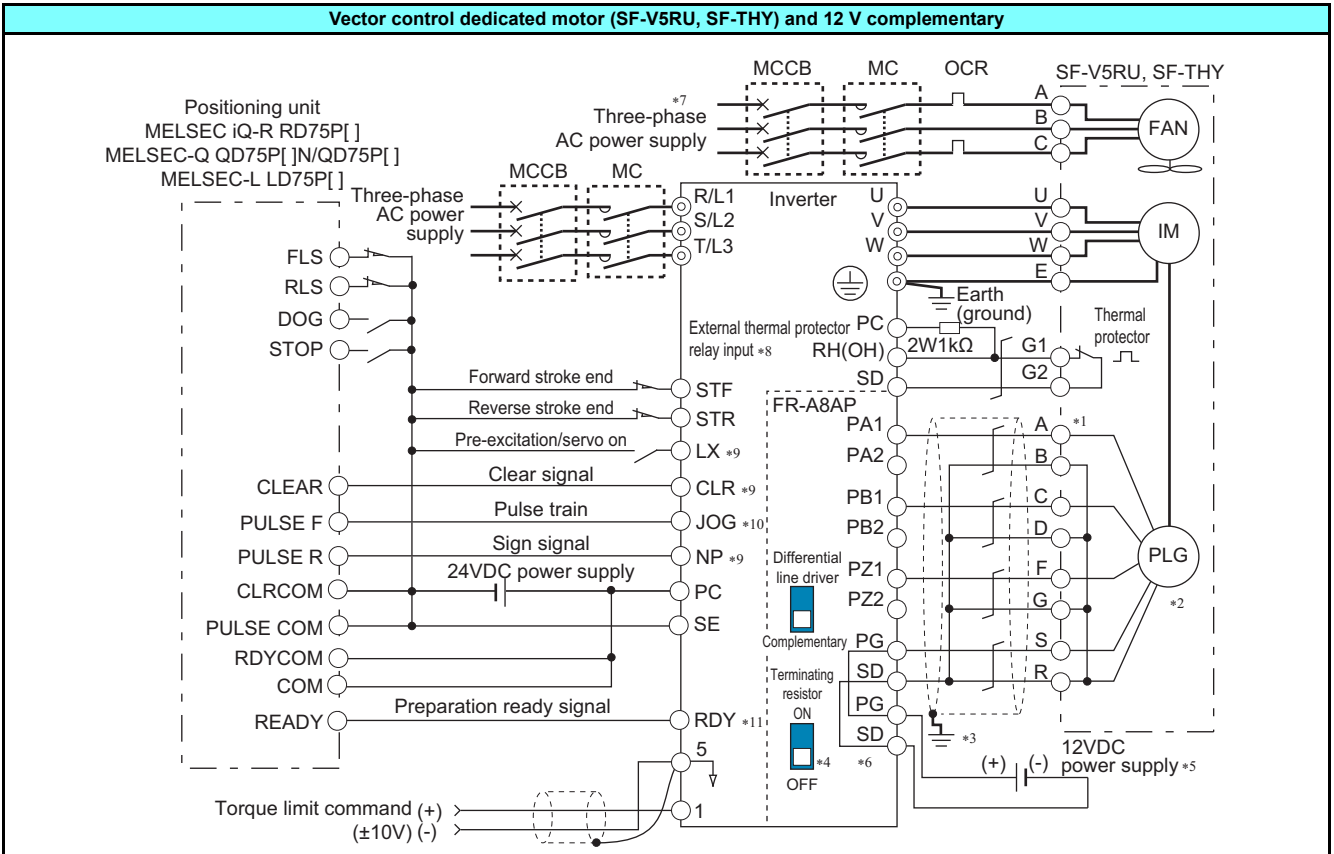 Vector control dedicated motor (SF-V5RU, SF-THY) and 12 V complementary
MCCB
MC
OCR
SF-V5RU, SF-THY
*7
Three-phase
AC power supply
A
B
C
FAN
Positioning unit
MELSEC iQ-R RD75P[ ]
MELSEC-Q QD75P[ ]N/QD75P[ ]
MELSEC-L LD75P[ ]
MCCB
MC
Three-phase
AC power
supply
R/L1
S/L2
T/L3
Inverter
U
V
W
U
V
W
E
IM
Earth
(ground)
FLS
RLS
DOG
STOP
External thermal protector
relay input *8
PC
RH(OH)
SD
2W1kΩ
G1
G2
Thermal
protector
Forward stroke end
STF
Reverse stroke end
STR
Pre-excitation/servo on
LX *9
CLEAR
Clear signal
CLR *9
PULSE F
Pulse train
JOG *10
PULSE R
Sign signal
NP *9
CLRCOM
24VDC power supply
PC
PULSE COM
SE
RDYCOM
COM
READY
Preparation ready signal
RDY *11
5
Torque limit command (+)
(±10V) (-)
1
FR-A8AP
PA1
PA2
PB1
PB2
PZ1
PZ2
PG
SD
PG
SD
*6
Differential
line driver
Complementary
Terminating
resistor
ON
*4
OFF
A
*1
B
C
D
F
G
S
R
PLG
*2
*3
(+)
(-)
12VDC
power supply *5